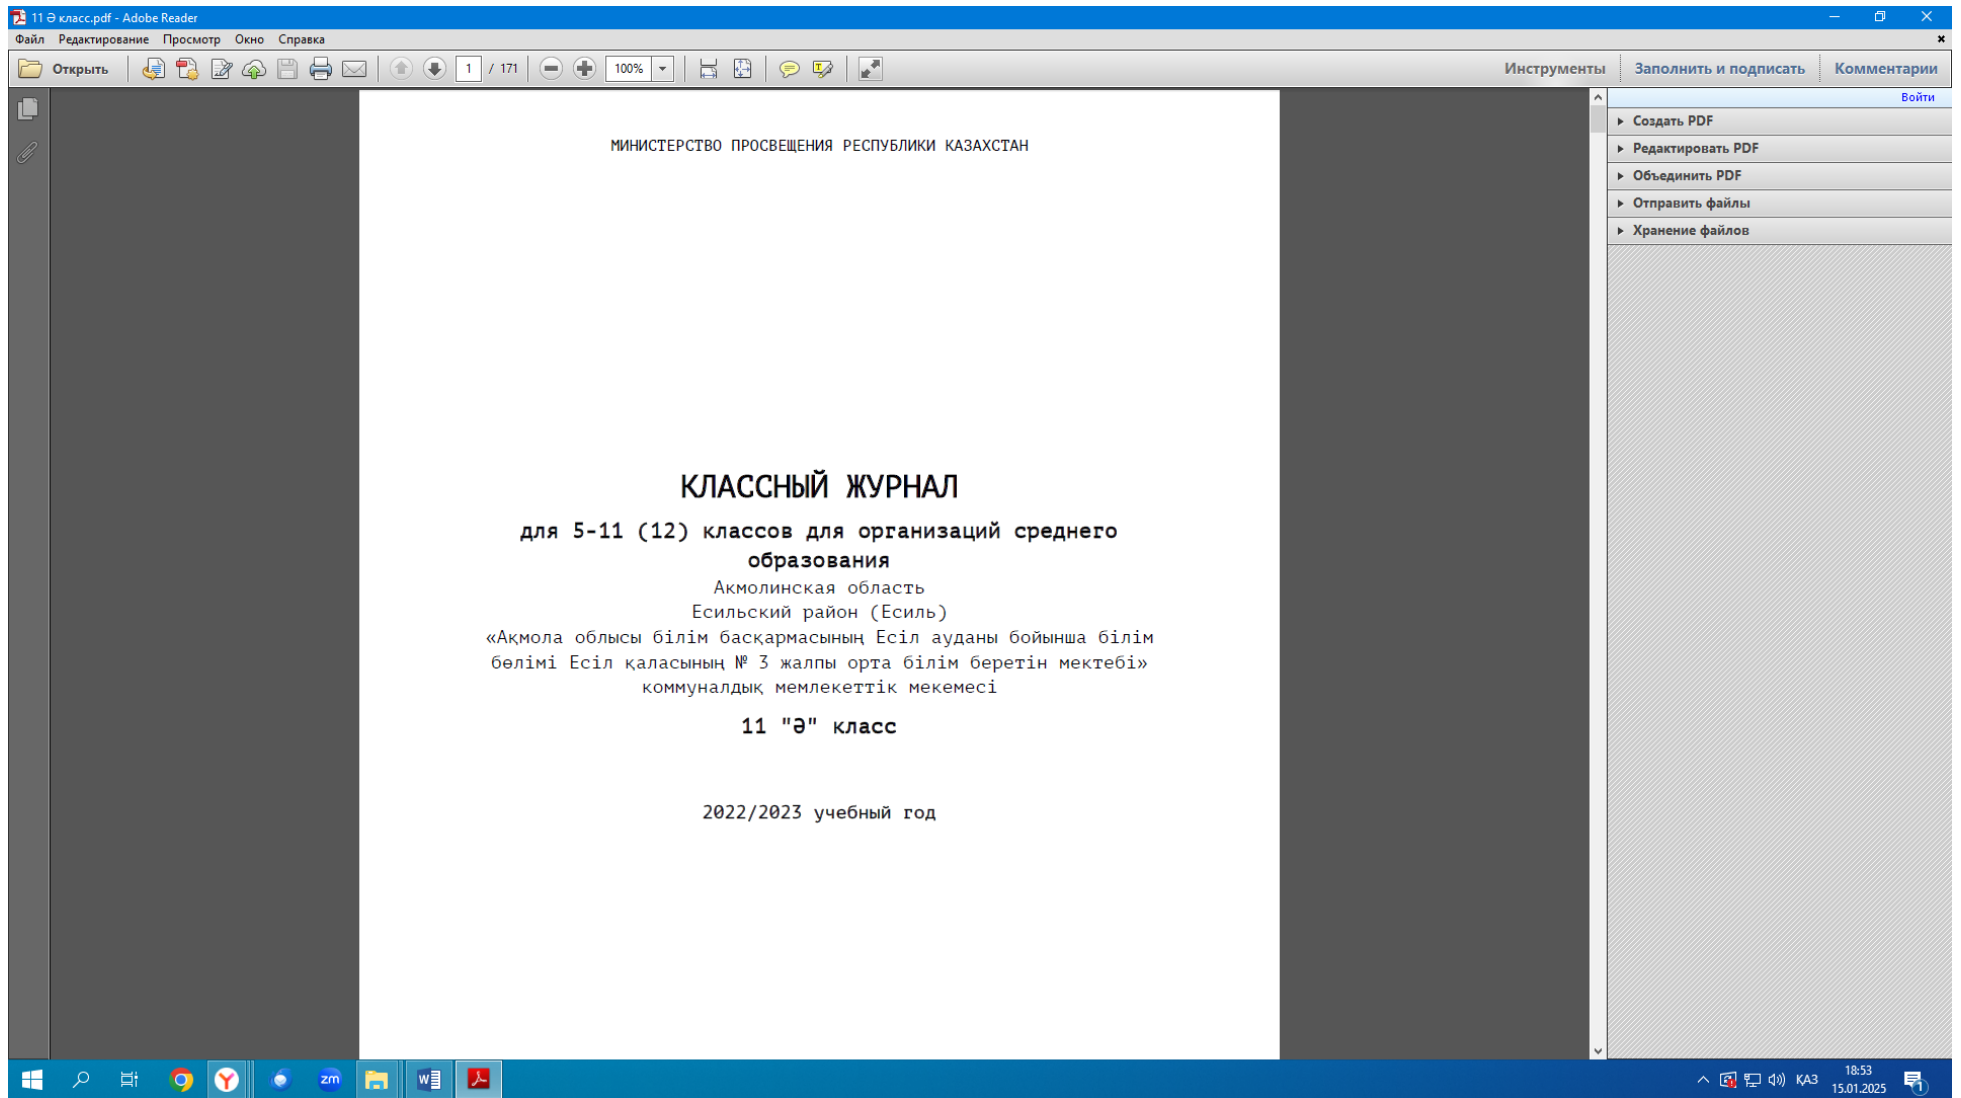 11 Ә класс.pdf - Adobe Reader
Файл Редактирование Просмотр Окно Справка
Открыть 1 / 171 100% Инструменты Заполнить и подписать Комментарии
Войти
Создать PDF
Редактировать PDF
Объединить PDF
Отправить файлы
Хранение файлов
МИНИСТЕРСТВО ПРОСВЕЩЕНИЯ РЕСПУБЛИКИ КАЗАХСТАН
КЛАССНЫЙ ЖУРНАЛ
для 5-11 (12) классов для организаций среднего
образования
Акмолинская область
Есильский район (Есиль)
«Ақмола облысы білім басқармасының Есіл ауданы бойынша білім
бөлімі Есіл қаласының № 3 жалпы орта білім беретін мектебі»
коммуналдық мемлекеттік мекемесі
11 "Ә" класс
2022/2023 учебный год
zm
ҚАЗ
18:53
15.01.2025
1